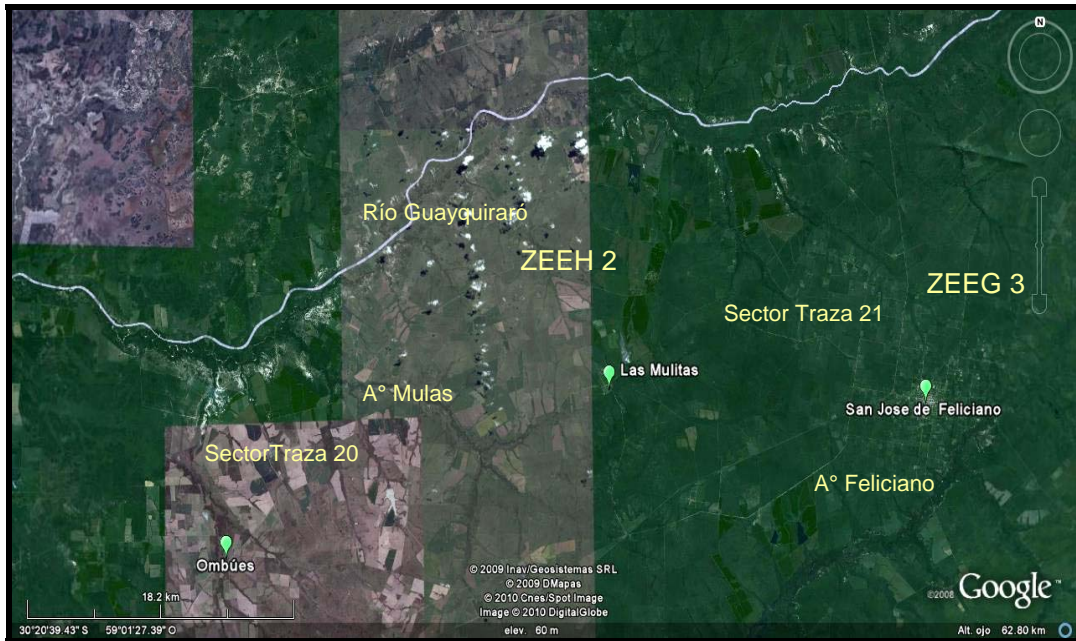 N
Río Guayquiraró
ZEEH 2
ZEEG 3
Sector Traza 21
Las Mulitas
A° Mulas
San Jose de Feliciano
SectorTraza 20
A° Feliciano
Ombúes
© 2009 Inav/Geosistemas SRL
© 2009 DMapas
© 2010 Cnes/Spot Image
Image © 2010 DigitalGlobe
©2008 Google™
18.2 km
30°20'39.43" S 59°01'27.39" O
elev. 60 m
Alt. ojo 62.80 km